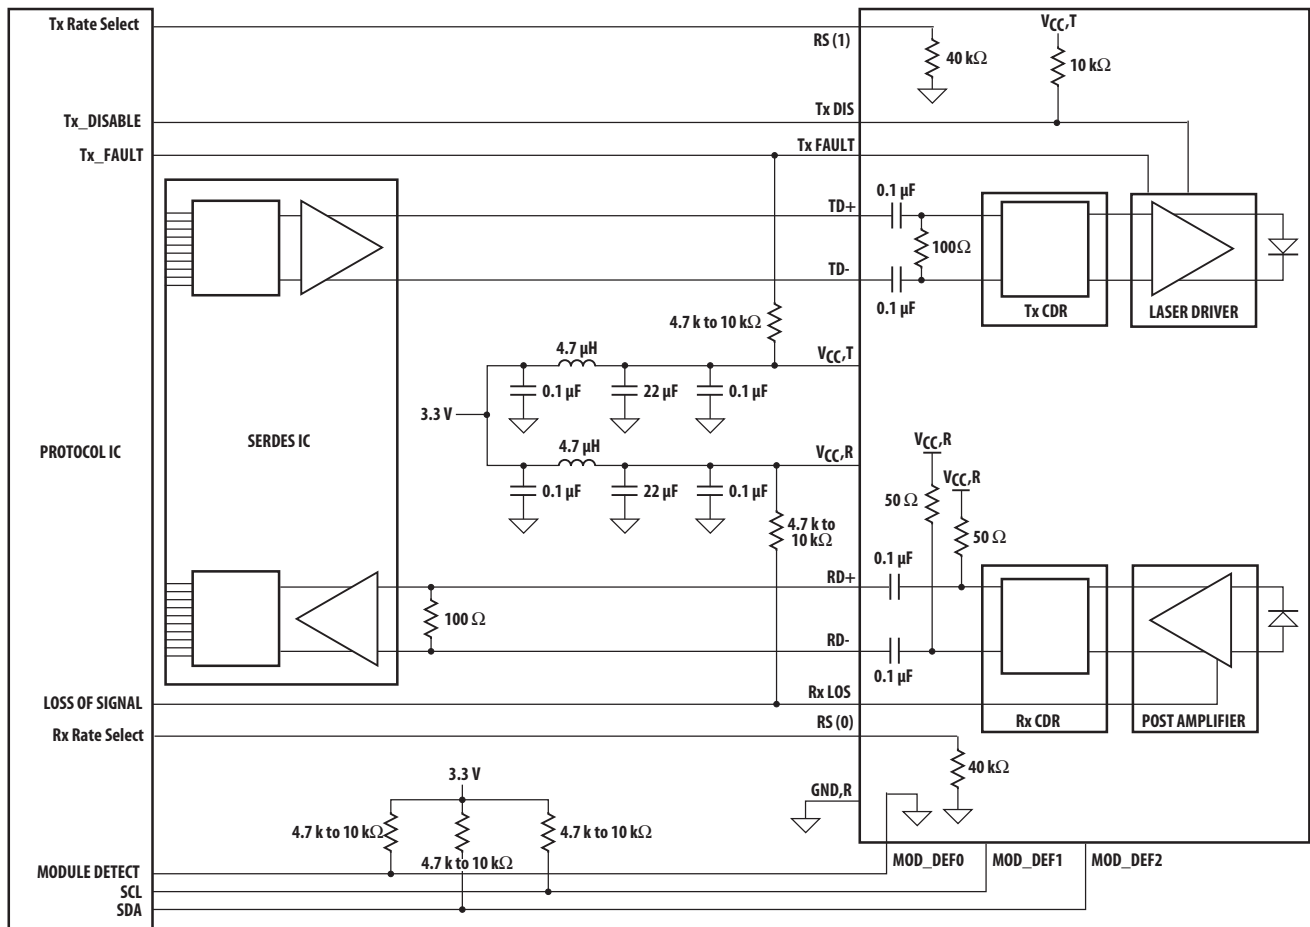 Tx Rate Select
RS (1)
40 kΩ
VCC,T
10 kΩ
Tx_DISABLE
Tx DIS
Tx_FAULT
Tx FAULT
0.1 µF
TD+
100Ω
TD-
0.1 µF
Tx CDR
LASER DRIVER
4.7 k to 10 kΩ
4.7 µH
VCC,T
0.1 µF
22 µF
0.1 µF
3.3 V
PROTOCOL IC
SERDES IC
4.7 µH
VCC,R
0.1 µF
22 µF
0.1 µF
4.7 k to
10 kΩ
VCC,R
VCC,R
50 Ω
50 Ω
0.1 µF
RD+
100 Ω
RD-
0.1 µF
Rx CDR
POST AMPLIFIER
LOSS OF SIGNAL
Rx LOS
Rx Rate Select
RS (0)
40 kΩ
3.3 V
GND,R
4.7 k to 10 kΩ
4.7 k to 10 kΩ
4.7 k to 10 kΩ
MODULE DETECT
MOD_DEF0
MOD_DEF1
MOD_DEF2
SCL
SDA